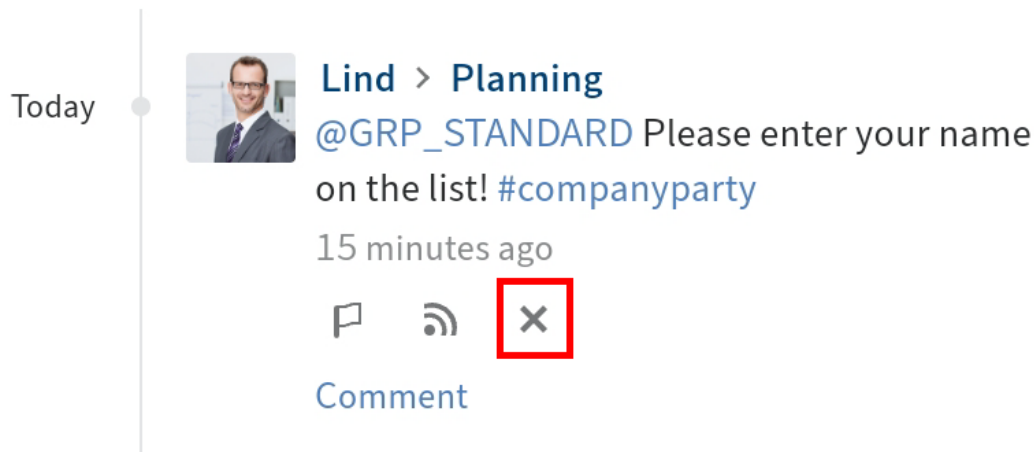 Today
Lind > Planning
@GRP_STANDARD Please enter your name
on the list! #companyparty
15 minutes ago
Comment